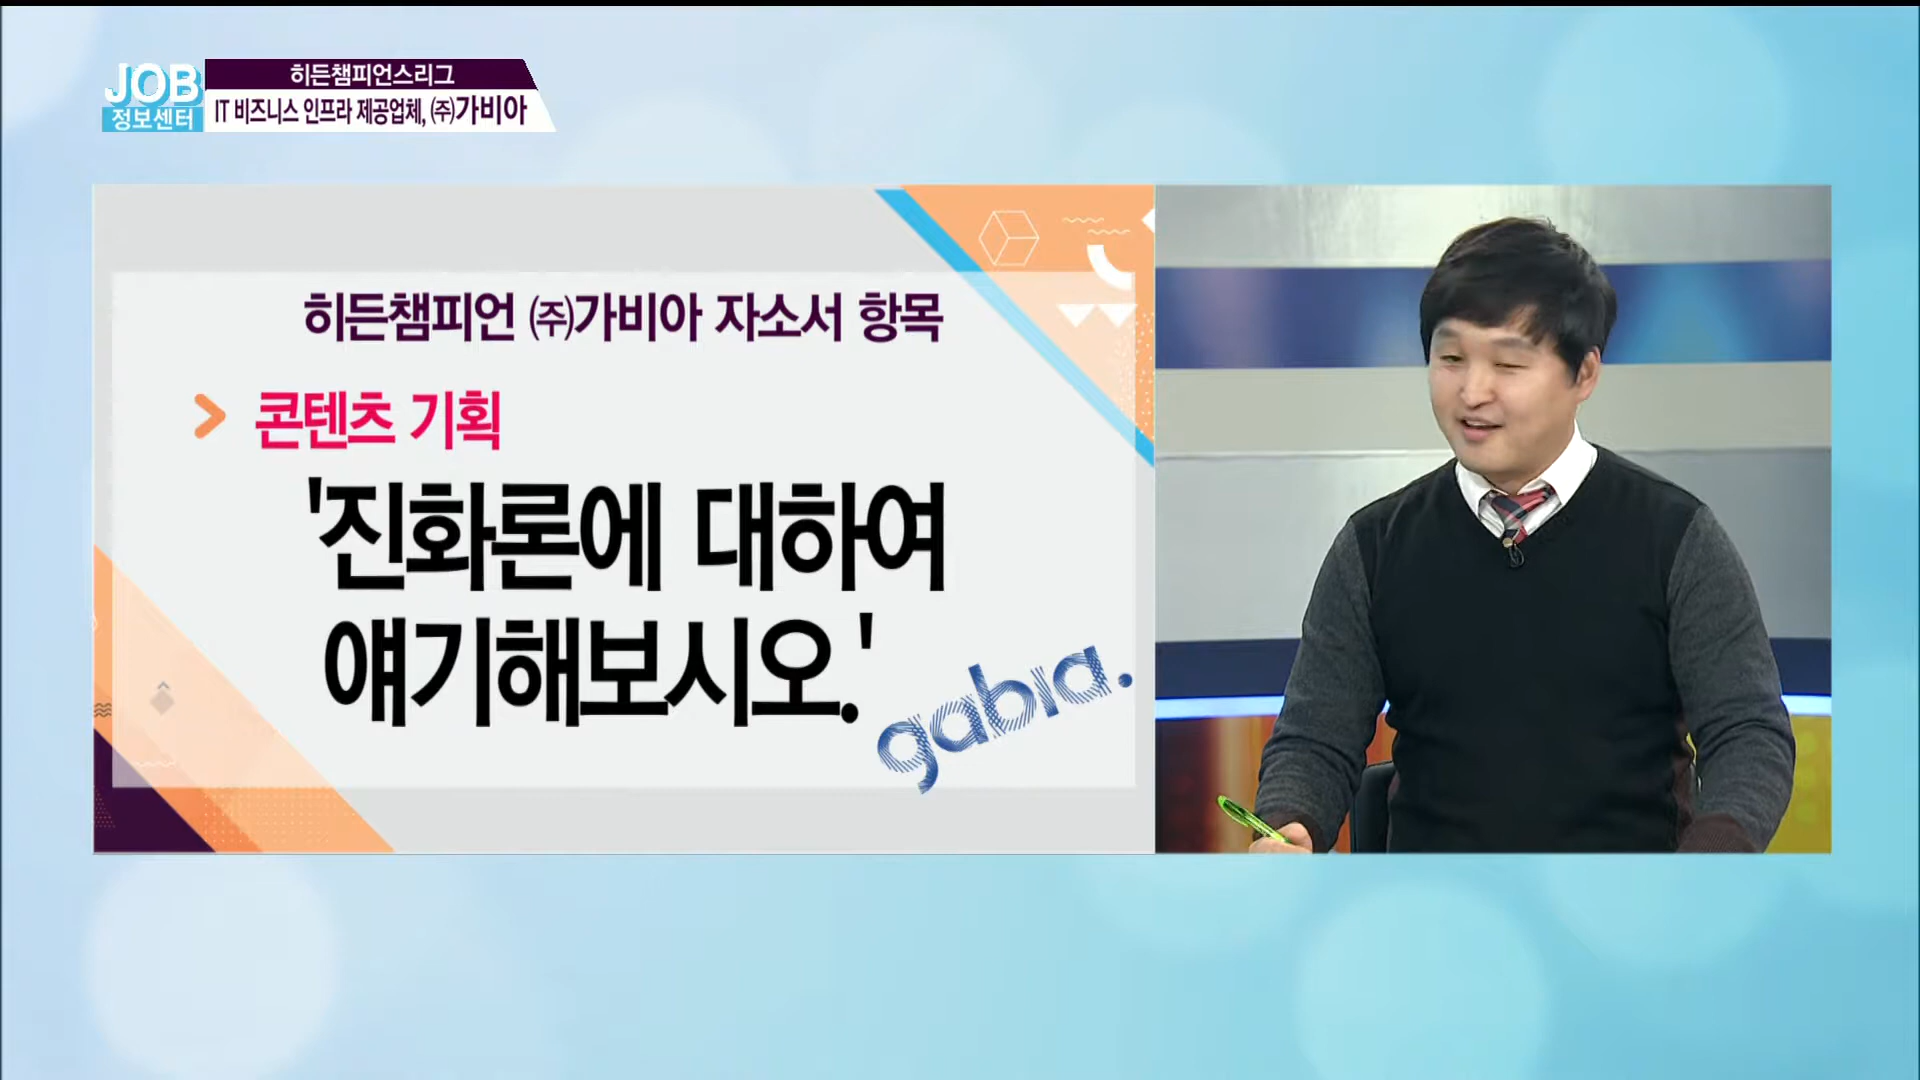 JOB
정보센터
히든챔피언스리그
IT 비즈니스 인프라 제공업체, ㈜가비아
히든챔피언 ㈜가비아 자소서 항목
콘텐츠 기획
'진화론에 대하여
얘기해보시오.'
gabia.